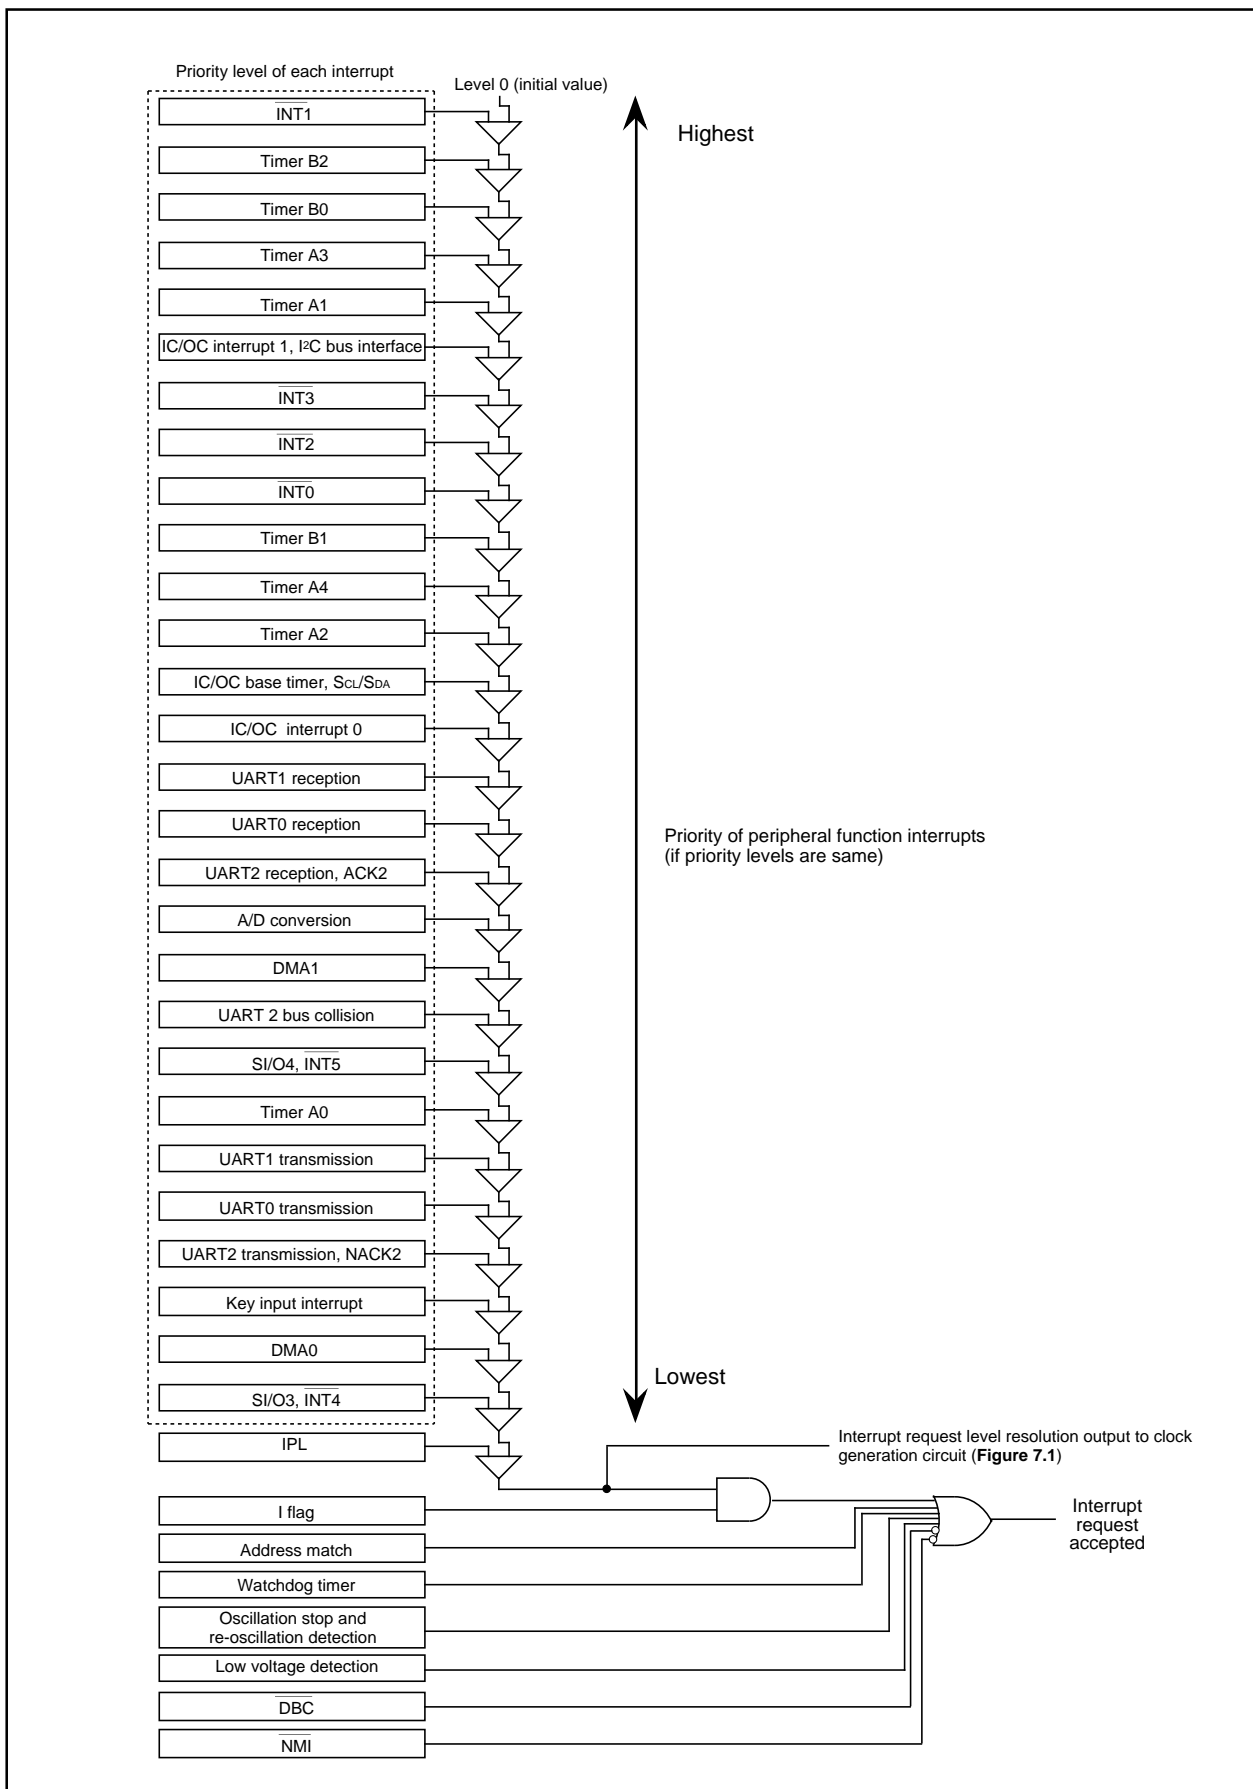 Priority level of each interrupt
Level 0 (initial value)
INT1
Highest
Timer B2
Timer B0
Timer A3
Timer A1
IC/OC interrupt 1, I²C bus interface
INT3
INT2
INT0
Timer B1
Timer A4
Timer A2
IC/OC base timer, SCL/SDA
IC/OC interrupt 0
UART1 reception
UART0 reception
Priority of peripheral function interrupts
(if priority levels are same)
UART2 reception, ACK2
A/D conversion
DMA1
UART 2 bus collision
SI/O4, INT5
Timer A0
UART1 transmission
UART0 transmission
UART2 transmission, NACK2
Key input interrupt
DMA0
Lowest
SI/O3, INT4
IPL
Interrupt request level resolution output to clock
generation circuit (Figure 7.1)
I flag
Interrupt
request
accepted
Address match
Watchdog timer
Oscillation stop and
re-oscillation detection
Low voltage detection
DBC
NMI